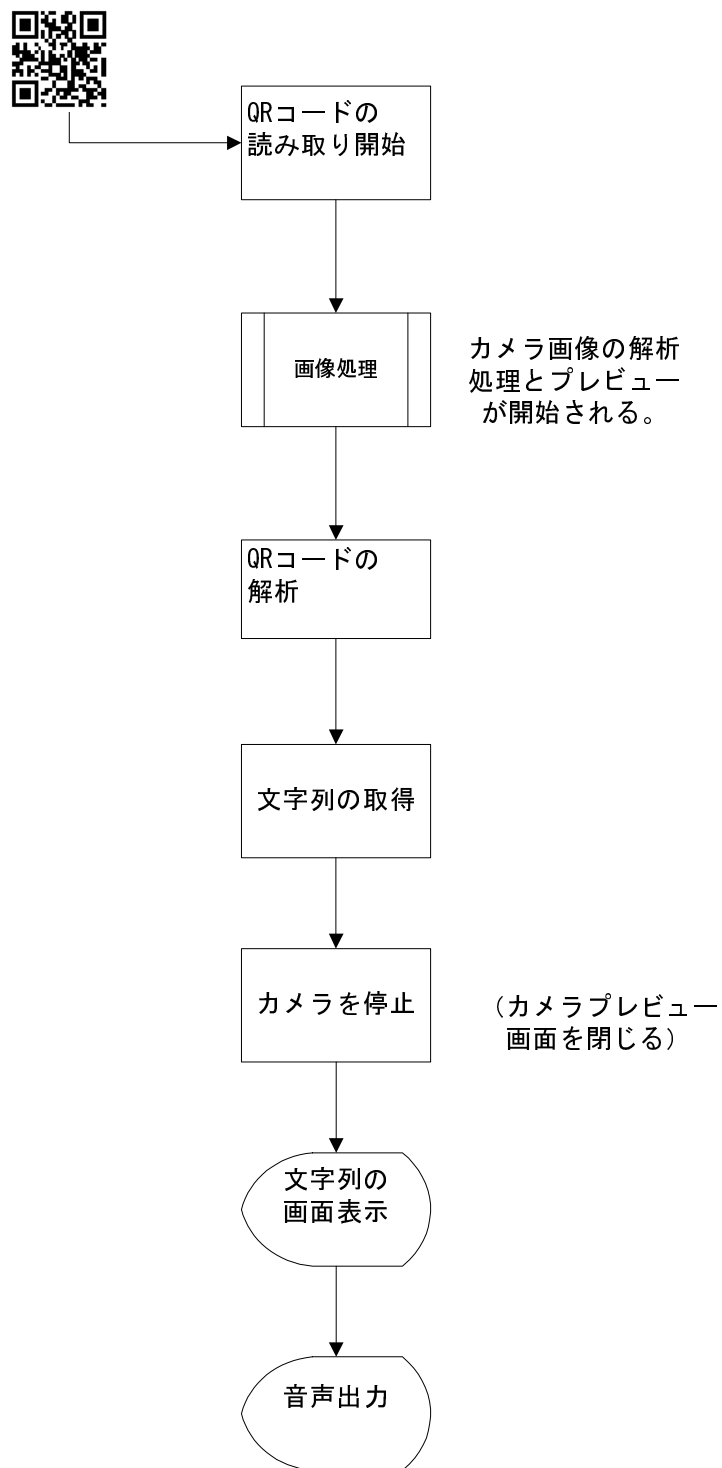 QRコードの
読み取り開始
画像処理
カメラ画像の解析
処理とプレビュー
が開始される。
QRコードの
解析
文字列の取得
カメラを停止
（カメラプレビュー
画面を閉じる）
文字列の
画面表示
音声出力